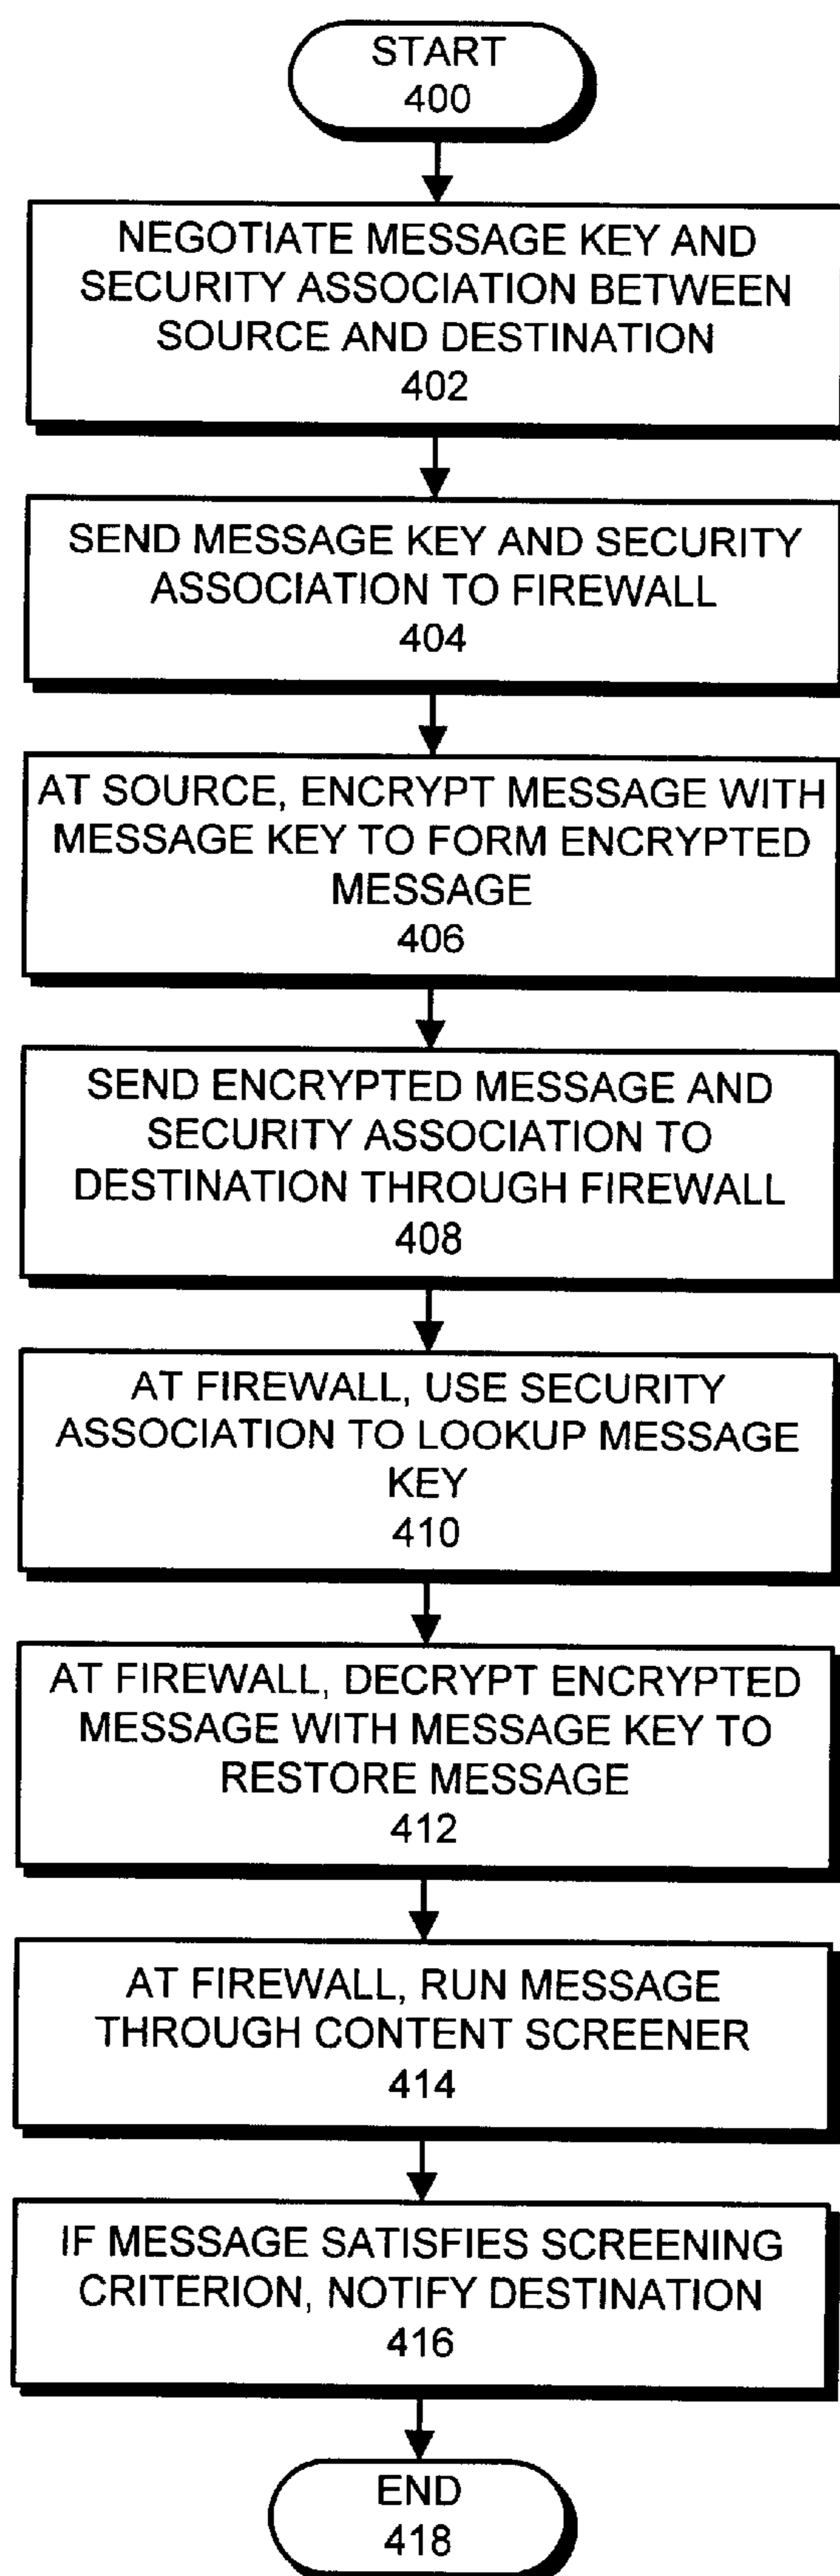 START
400
NEGOTIATE MESSAGE KEY AND
SECURITY ASSOCIATION BETWEEN
SOURCE AND DESTINATION
402
SEND MESSAGE KEY AND SECURITY
ASSOCIATION TO FIREWALL
404
AT SOURCE, ENCRYPT MESSAGE WITH
MESSAGE KEY TO FORM ENCRYPTED
MESSAGE
406
SEND ENCRYPTED MESSAGE AND
SECURITY ASSOCIATION TO
DESTINATION THROUGH FIREWALL
408
AT FIREWALL, USE SECURITY
ASSOCIATION TO LOOKUP MESSAGE
KEY
410
AT FIREWALL, DECRYPT ENCRYPTED
MESSAGE WITH MESSAGE KEY TO
RESTORE MESSAGE
412
AT FIREWALL, RUN MESSAGE
THROUGH CONTENT SCREENER
414
IF MESSAGE SATISFIES SCREENING
CRITERION, NOTIFY DESTINATION
416
END
418